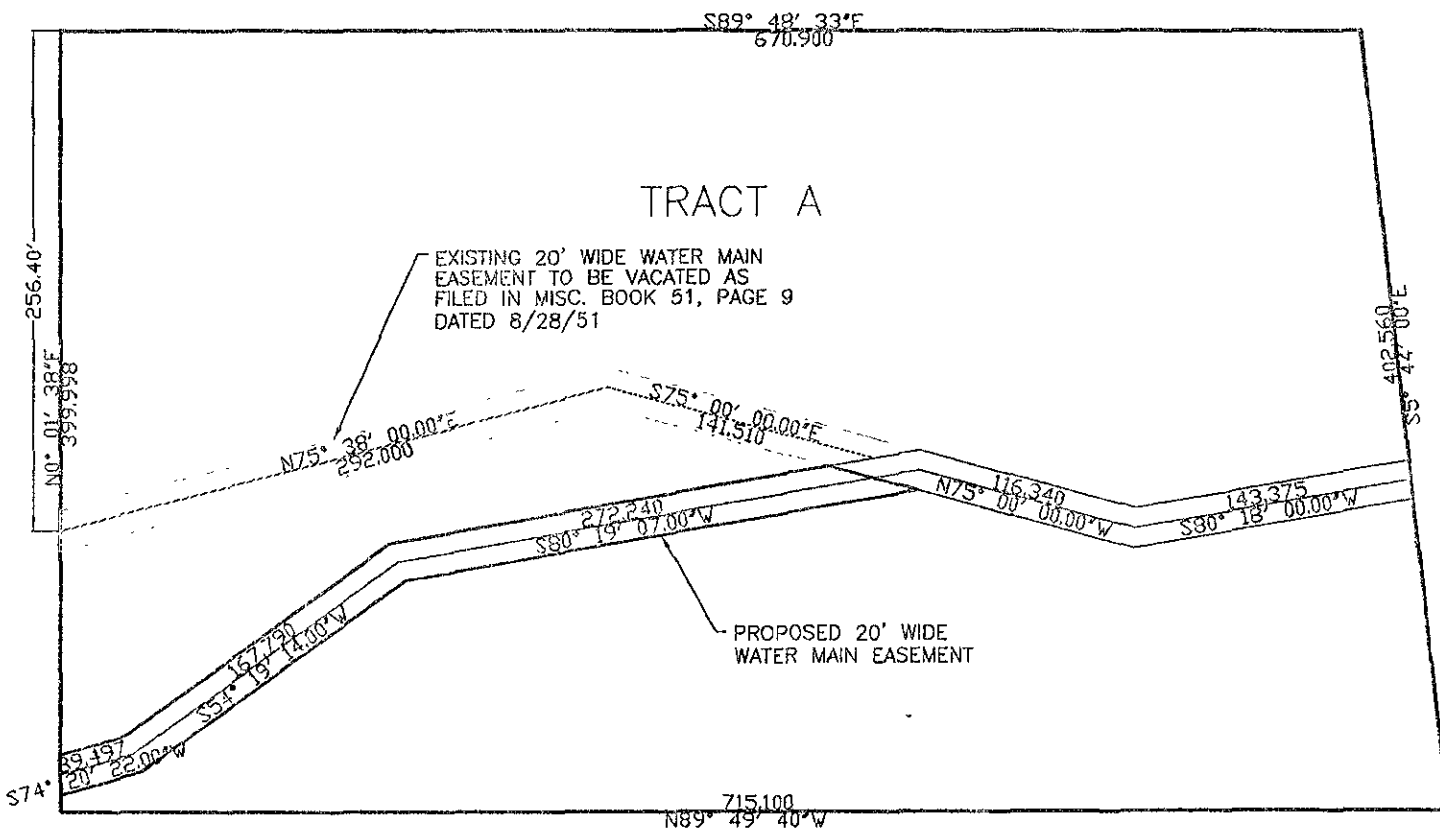 S89° 48' 33"E
670.900
256.40'
N0° 01' 38"E
399.998
TRACT A
EXISTING 20' WIDE WATER MAIN
EASEMENT TO BE VACATED AS
FILED IN MISC. BOOK 51, PAGE 9
DATED 8/28/51
402.560
S5° 44' 00"E
N75° 38' 00.00"E
292.000
S75° 00' 00.00"E
141.510
116.340
N75° 00' 00.00"W
143.375
S80° 18' 00.00"W
272.240
S80° 19' 07.00"W
167.790
S54° 19' 14.00"W
PROPOSED 20' WIDE
WATER MAIN EASEMENT
39.497
S74° 20' 22.00"W
715.100
N89° 49' 40"W